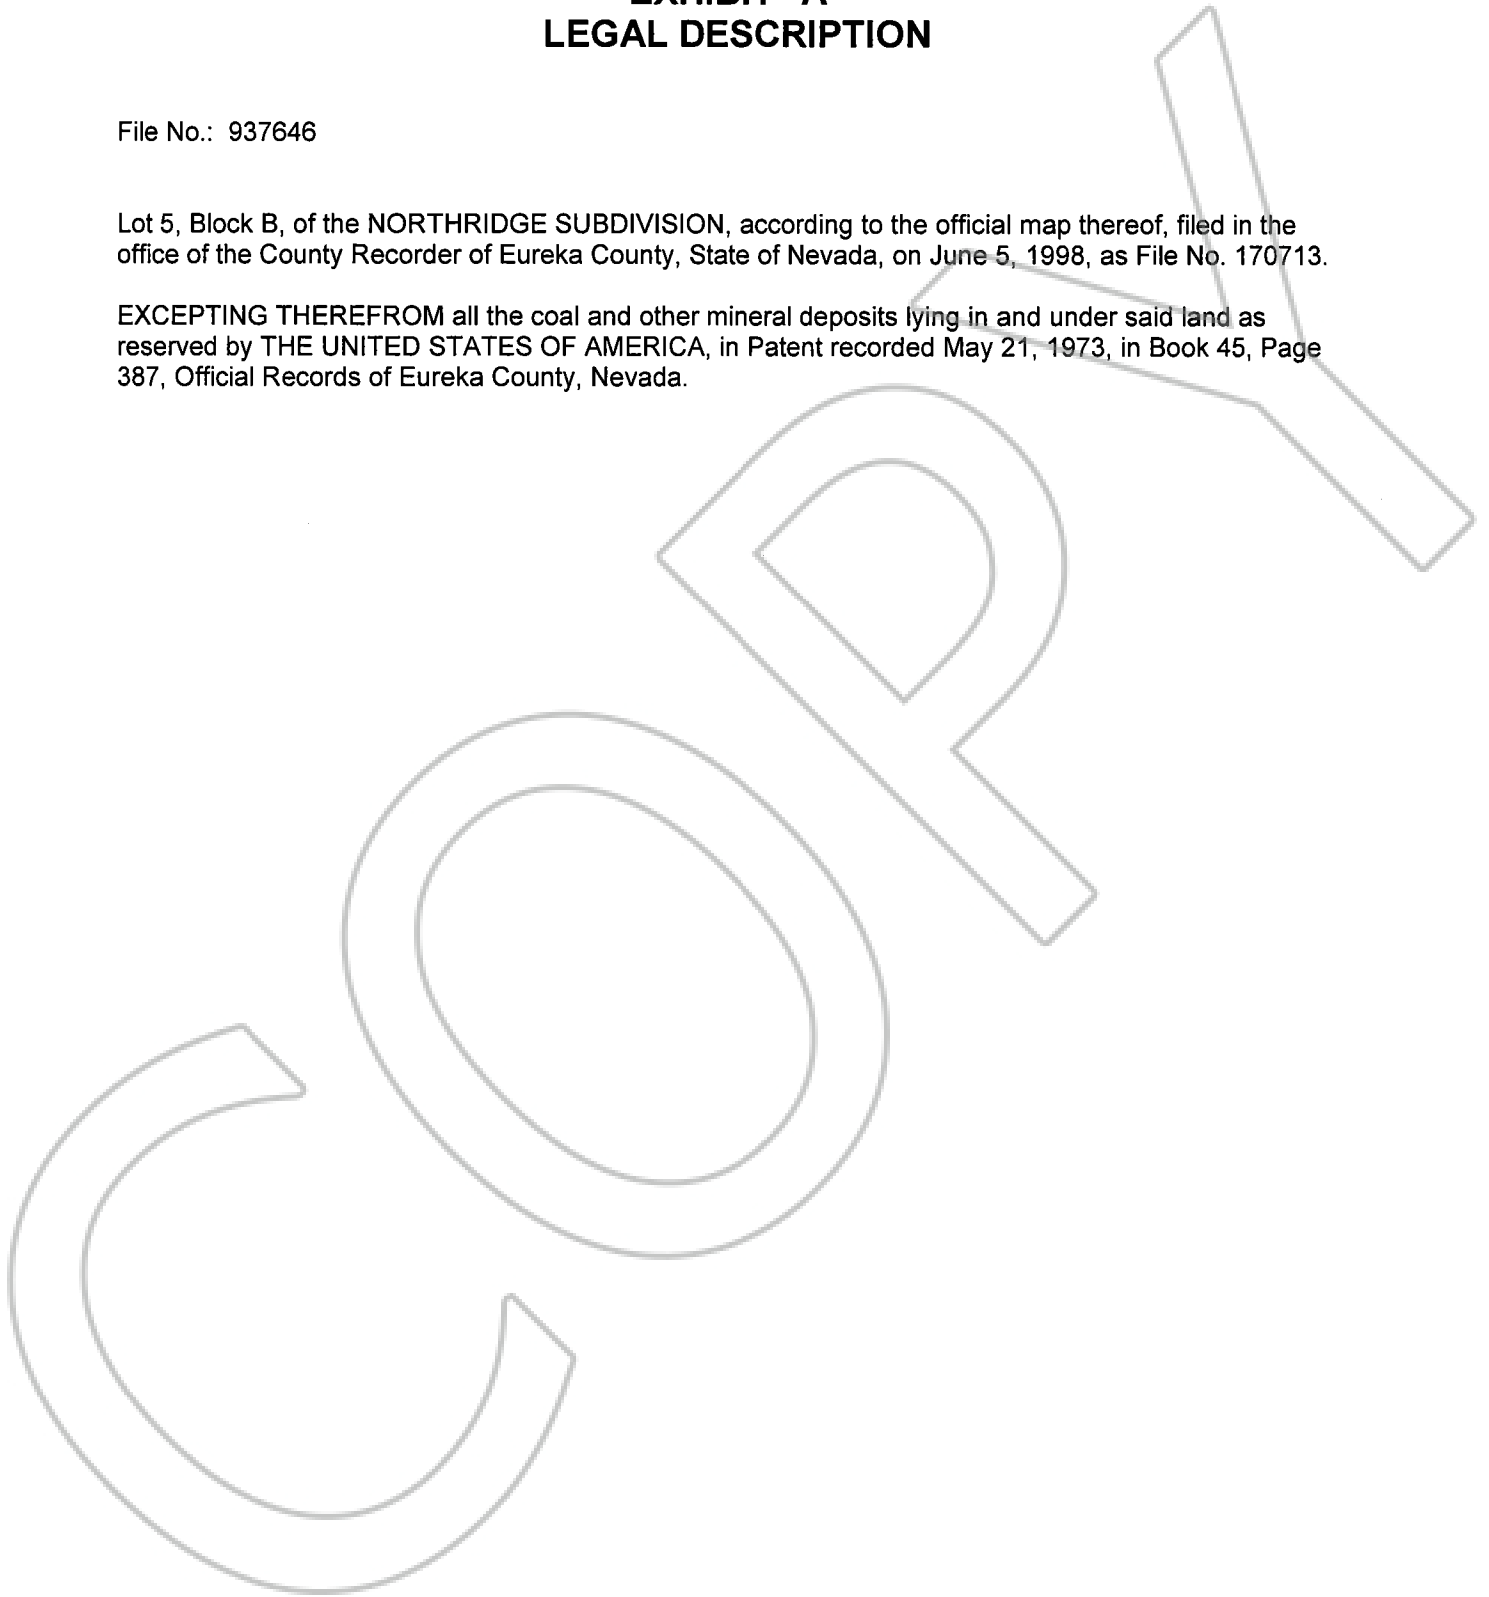 EXHIBIT "A"
LEGAL DESCRIPTION
File No.: 937646
Lot 5, Block B, of the NORTHRIDGE SUBDIVISION, according to the official map thereof, filed in the
office of the County Recorder of Eureka County, State of Nevada, on June 5, 1998, as File No. 170713.
EXCEPTING THEREFROM all the coal and other mineral deposits lying in and under said land as
reserved by THE UNITED STATES OF AMERICA, in Patent recorded May 21, 1973, in Book 45, Page
387, Official Records of Eureka County, Nevada.
COPY